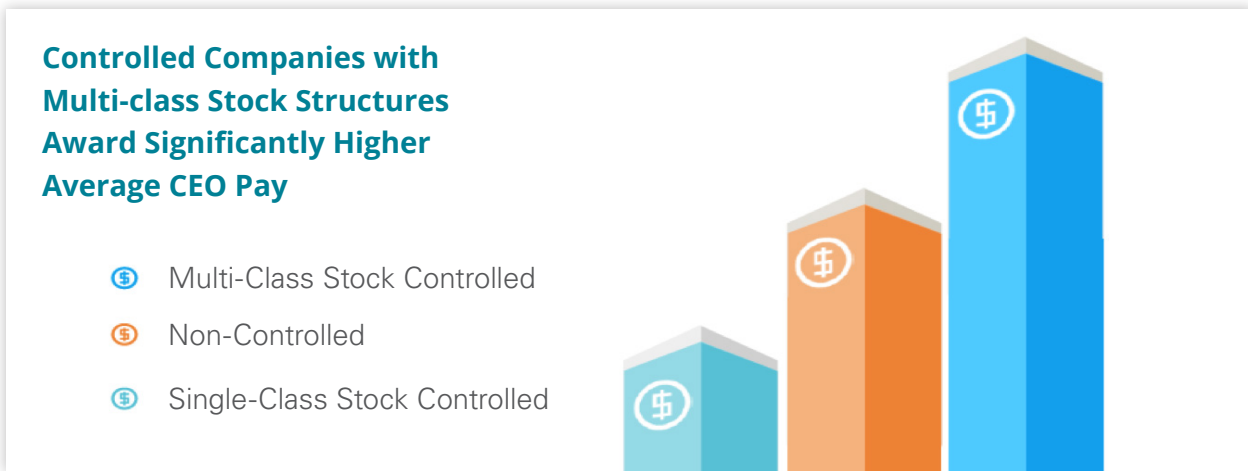 Controlled Companies with
Multi-class Stock Structures
Award Significantly Higher
Average CEO Pay
Multi-Class Stock Controlled
Non-Controlled
Single-Class Stock Controlled